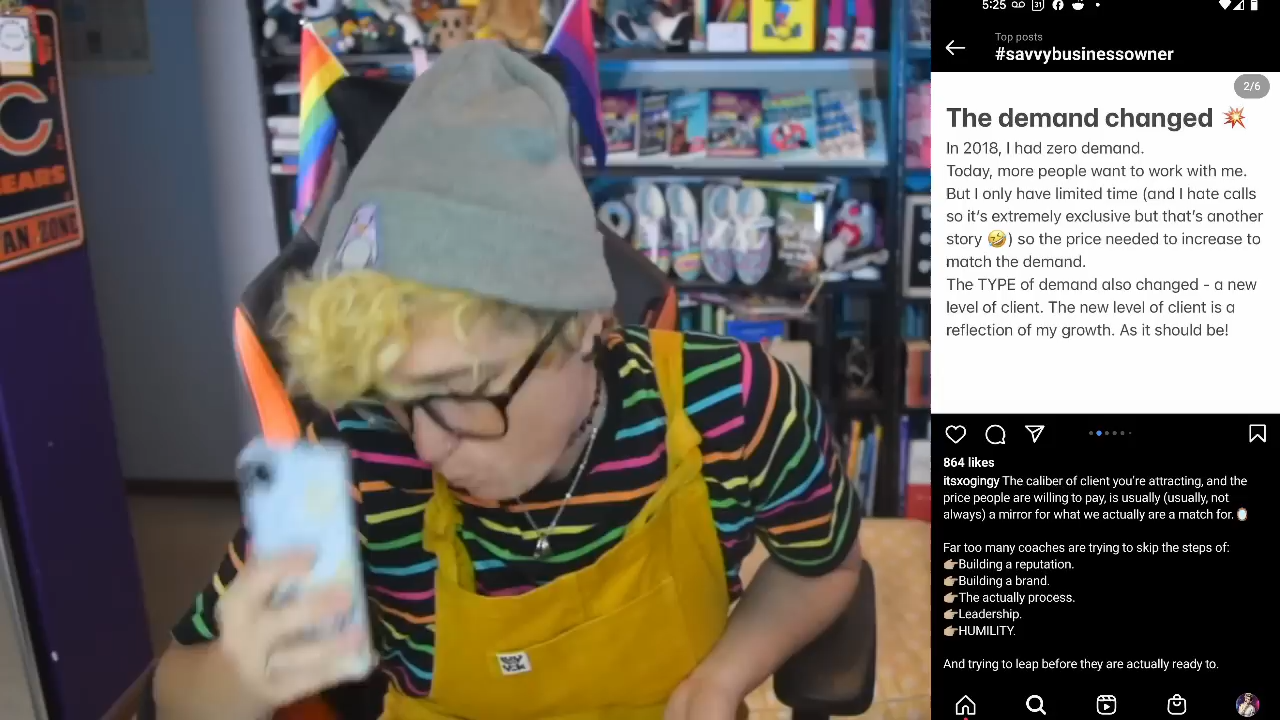 C
BEARS
FAN ZONE
5:25
31
Top posts
#savvybusinessowner
2/6
The demand changed 💥
In 2018, I had zero demand.
Today, more people want to work with me.
But I only have limited time (and I hate calls
so it's extremely exclusive but that's another
story 🤣) so the price needed to increase to
match the demand.
The TYPE of demand also changed - a new
level of client. The new level of client is a
reflection of my growth. As it should be!
864 likes
itsxogingy The caliber of client you're attracting, and the
price people are willing to pay, is usually (usually, not
always) a mirror for what we actually are a match for.🪞
Far too many coaches are trying to skip the steps of:
👉🏼Building a reputation.
👉🏼Building a brand.
👉🏼The actually process.
👉🏼Leadership.
👉🏼HUMILITY.
And trying to leap before they are actually ready to.